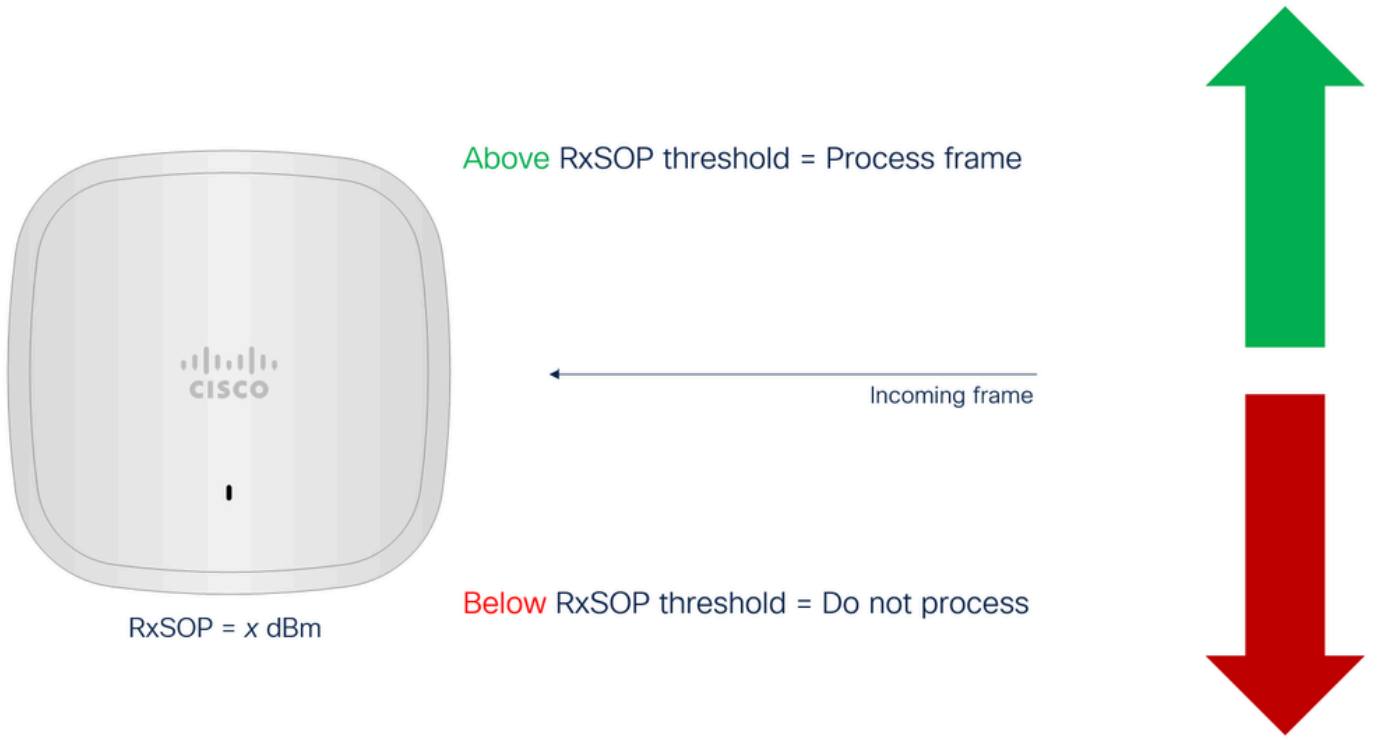 Above RxSOP threshold = Process frame
CISCO
Incoming frame
Below RxSOP threshold = Do not process
RxSOP = x dBm